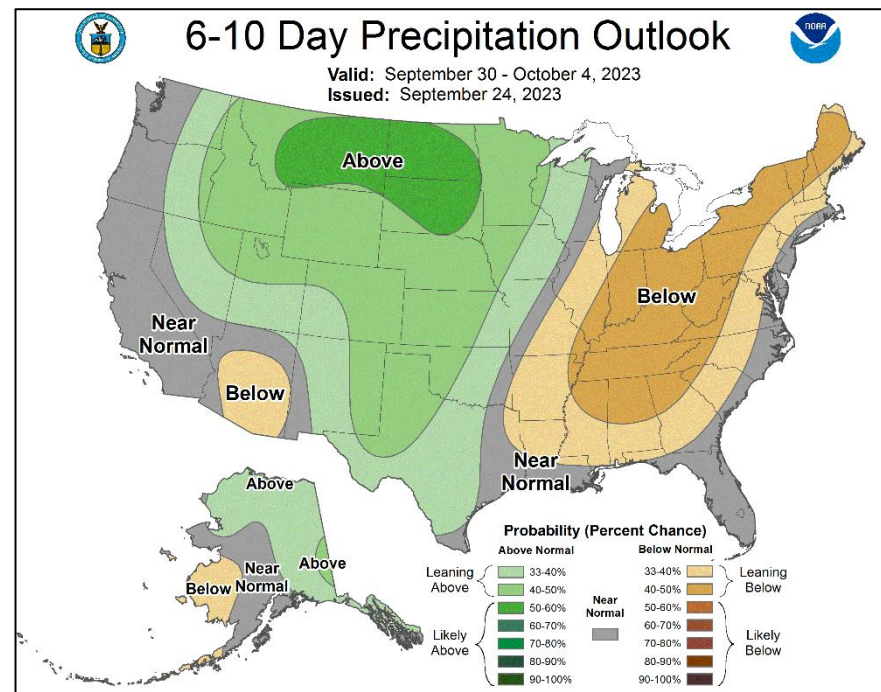 6-10 Day Precipitation Outlook
NOAA
Valid: September 30 - October 4, 2023
Issued: September 24, 2023
Above
Below
Near
Normal
Below
Near
Normal
Above
Above
Near
Normal
Below
Probability (Percent Chance)
Above Normal Below Normal
Leaning
Above
33-40%
40-50%
Likely
Above
50-60%
60-70%
70-80%
80-90%
90-100%
Near
Normal
33-40%
40-50%
Leaning
Below
50-60%
60-70%
70-80%
80-90%
90-100%
Likely
Below